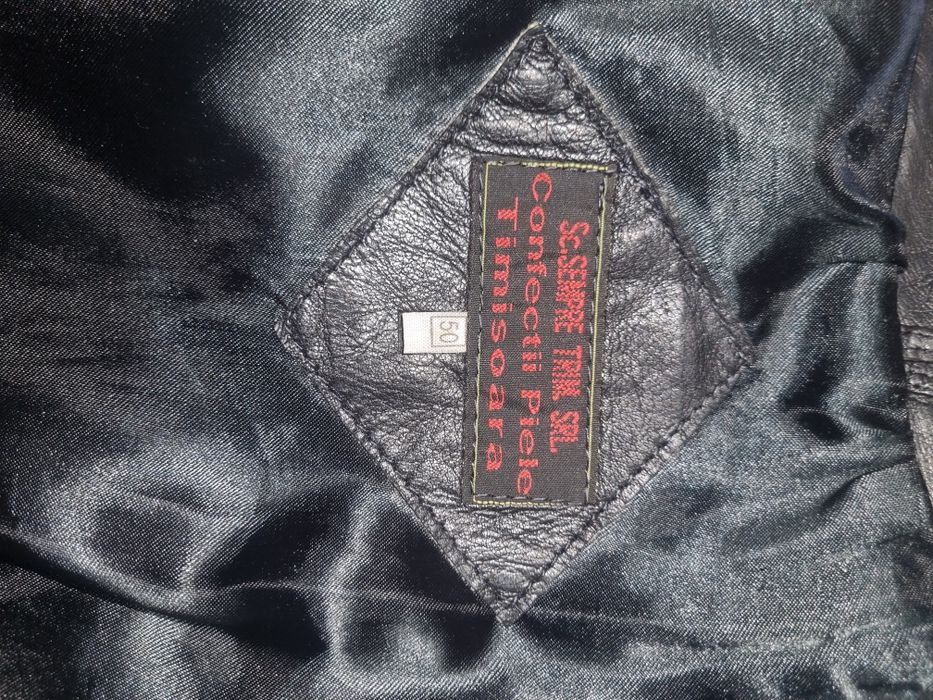 SC.SEMPRE TRIM. SRL.
Confectii Piele
Timisoara
50